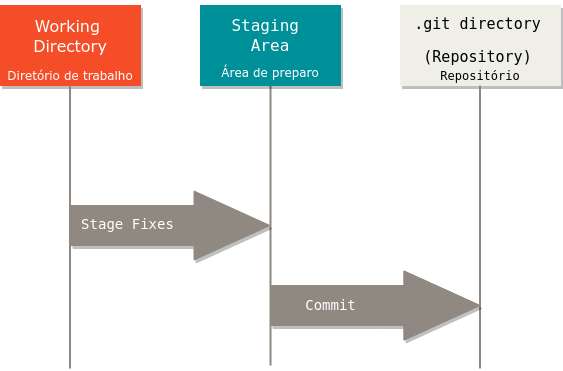 Working
Directory
Diretório de trabalho
Staging
Area
Área de preparo
.git directory
(Repository)
Repositório
Stage Fixes
Commit